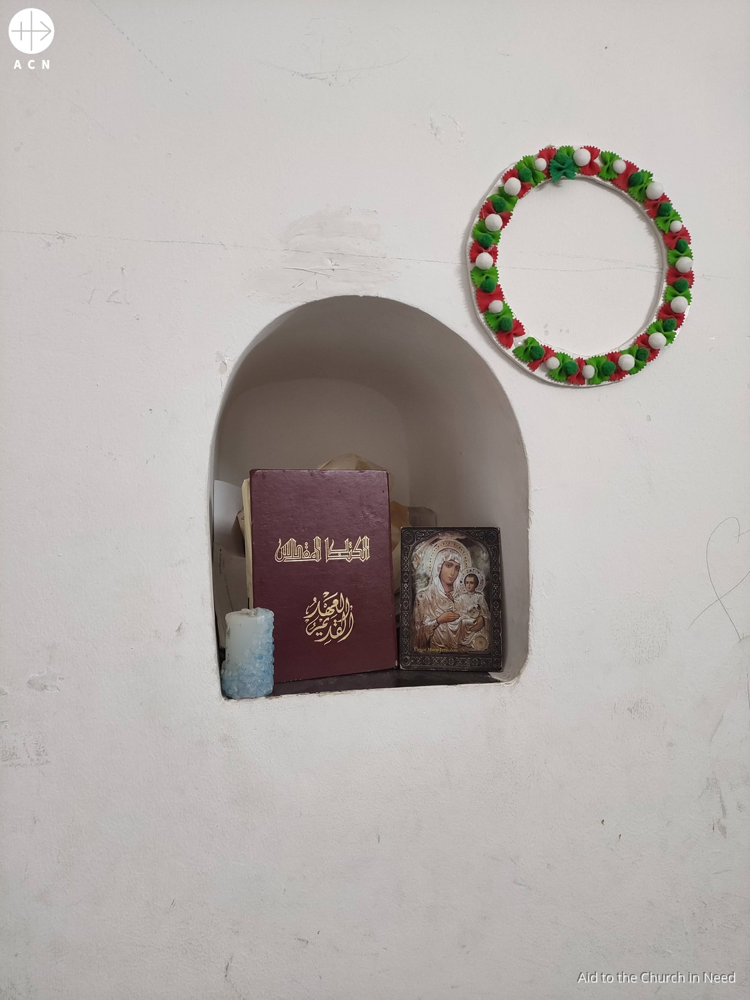 ACN
الكتاب المقدس
العهد
القديم
Virgin Mary-Jerusalem
Aid to the Church in Need